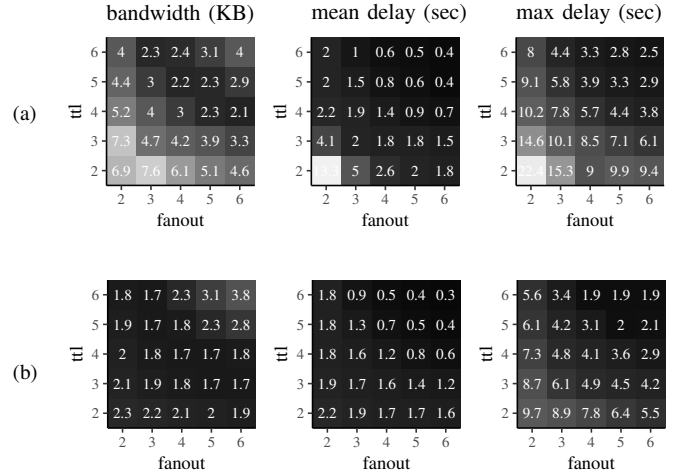 bandwidth (KB) mean delay (sec) max delay (sec)
(a)
ttl
6 4 2.3 2.4 3.1 4
5 4.4 3 2.2 2.3 2.9
4 5.2 4 3 2.3 2.1
3 7.3 4.7 4.2 3.9 3.3
2 6.9 7.6 6.1 5.1 4.6
2 3 4 5 6
fanout
ttl
6 2 1 0.6 0.5 0.4
5 2 1.5 0.8 0.6 0.4
4 2.2 1.9 1.4 0.9 0.7
3 4.1 2 1.8 1.8 1.5
2 5 2.6 2 1.8
2 3 4 5 6
fanout
ttl
6 8 4.4 3.3 2.8 2.5
5 9.1 5.8 3.9 3.3 2.9
4 10.2 7.8 5.7 4.4 3.8
3 14.6 10.1 8.5 7.1 6.1
2 22.4 15.3 9 9.9 9.4
2 3 4 5 6
fanout
(b)
ttl
6 1.8 1.7 2.3 3.1 3.8
5 1.9 1.7 1.8 2.3 2.8
4 2 1.8 1.7 1.7 1.8
3 2.1 1.9 1.8 1.7 1.7
2 2.3 2.2 2.1 2 1.9
2 3 4 5 6
fanout
ttl
6 1.8 0.9 0.5 0.4 0.3
5 1.8 1.3 0.7 0.5 0.4
4 1.8 1.6 1.2 0.8 0.6
3 1.9 1.7 1.6 1.4 1.2
2 2.2 1.9 1.7 1.7 1.6
2 3 4 5 6
fanout
ttl
6 5.6 3.4 1.9 1.9 1.9
5 6.1 4.2 3.1 2 2.1
4 7.3 4.8 4.1 3.6 2.9
3 8.7 6.1 4.9 4.5 4.2
2 9.7 8.9 7.8 6.4 5.5
2 3 4 5 6
fanout